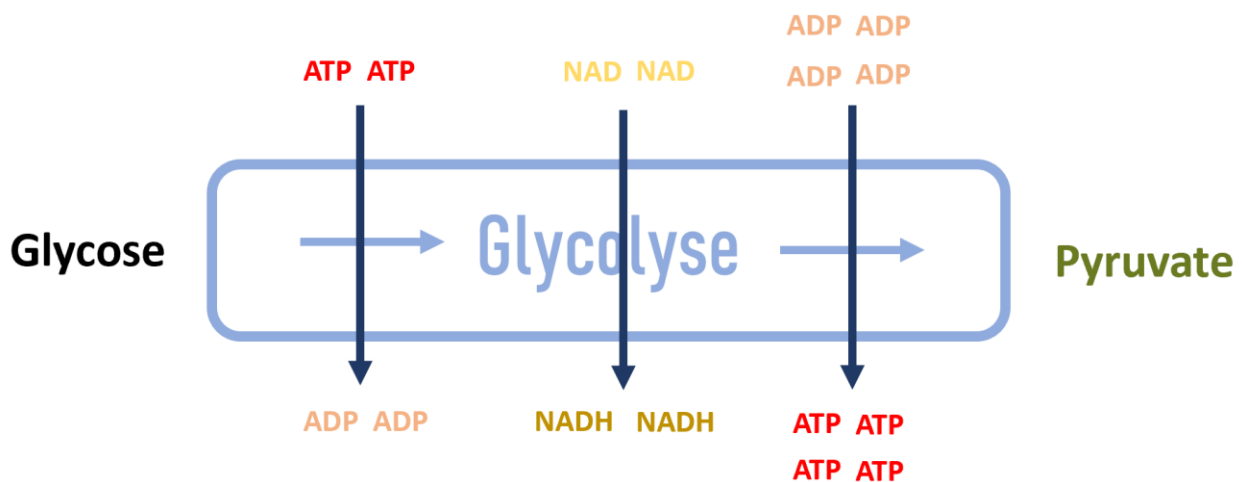 ATP ATP
NAD NAD
ADP ADP
ADP ADP
Glycose
Glycolyse
Pyruvate
ADP ADP
NADH NADH
ATP ATP
ATP ATP